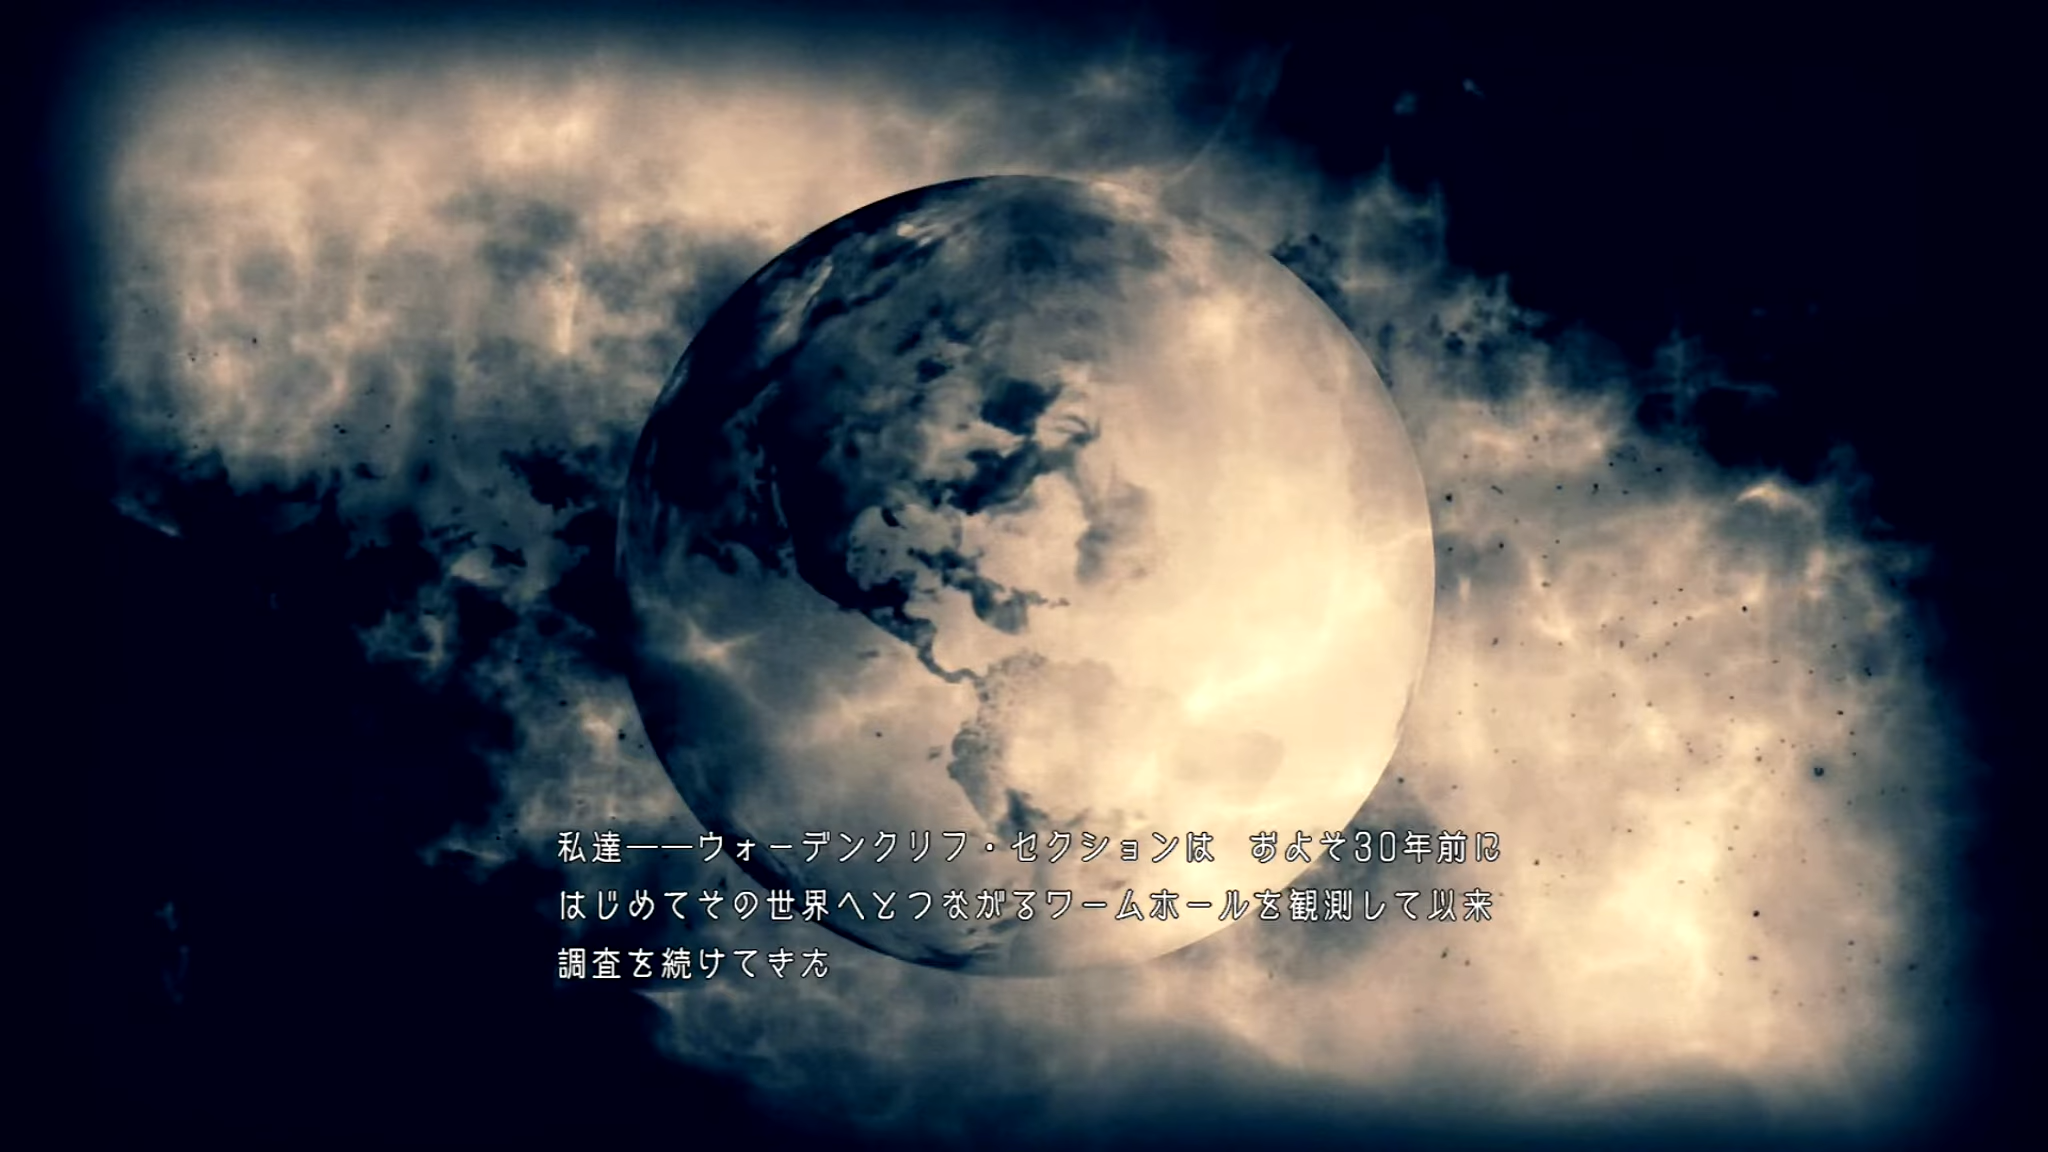 私達――ウォーデンクリフ・セクションは　およそ30年前に
はじめてその世界へとつながるワームホールを観測して以来
調査を続けてきた